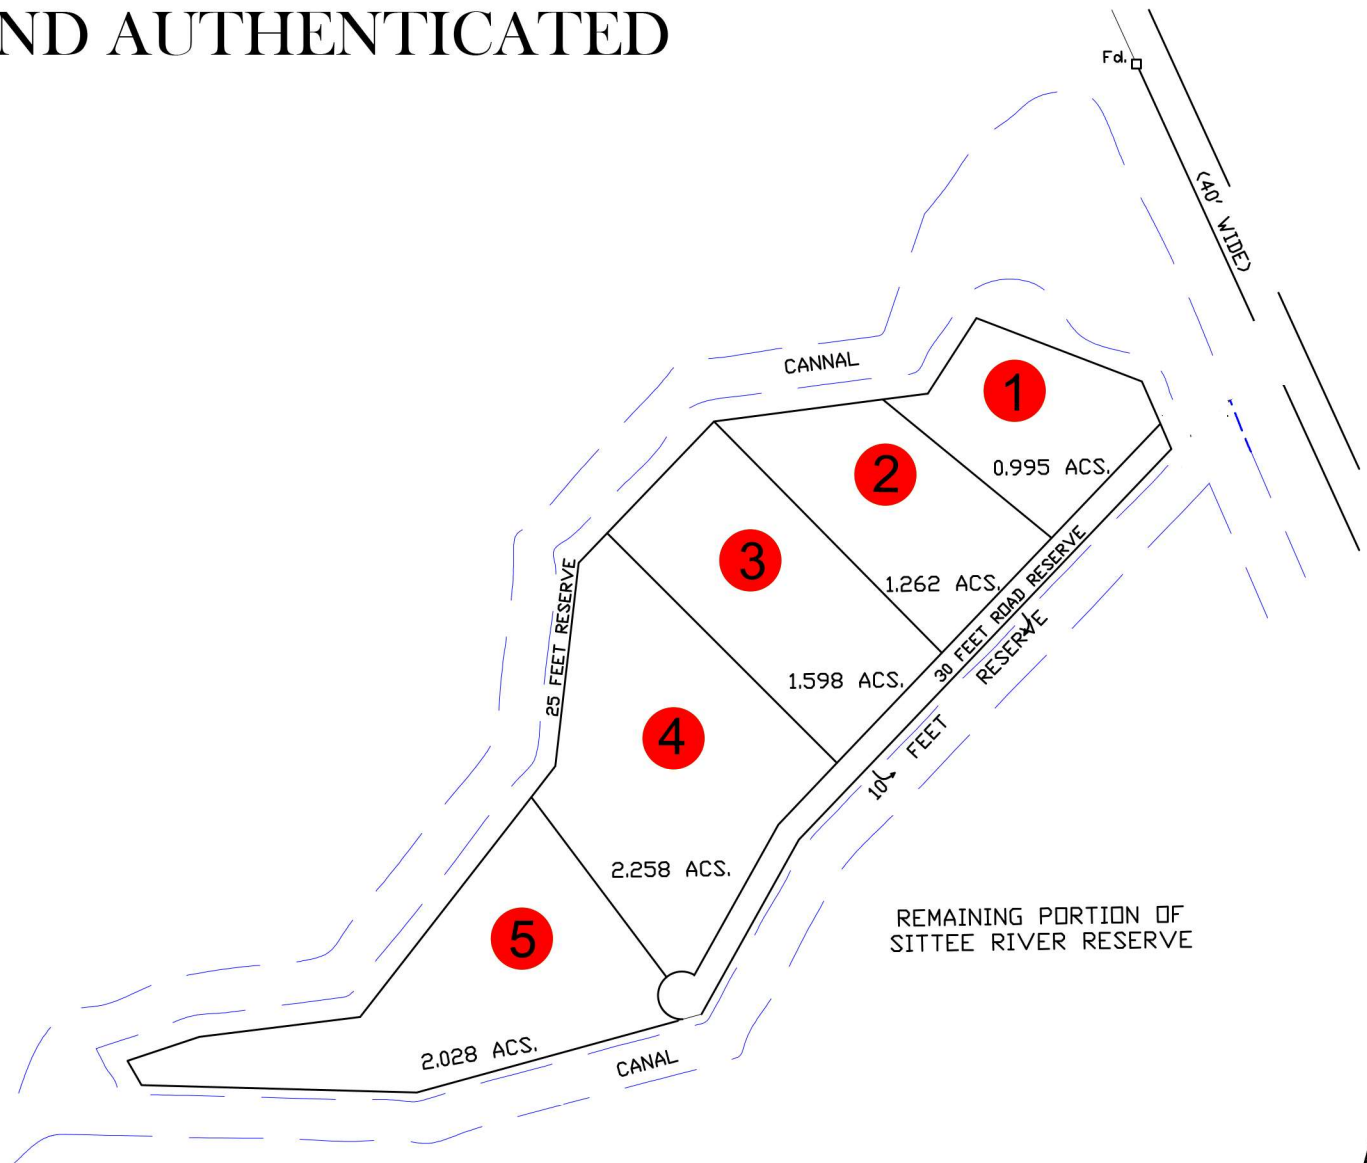 ND AUTHENTICATED
Fd.
(40' WIDE)
CANNAL
1
0.995 ACS.
2
1.262 ACS.
3
1.598 ACS.
30 FEET ROAD RESERVE
10 FEET RESERVE
25 FEET RESERVE
4
2.258 ACS.
5
2.028 ACS.
CANAL
REMAINING PORTION OF
SITTEE RIVER RESERVE